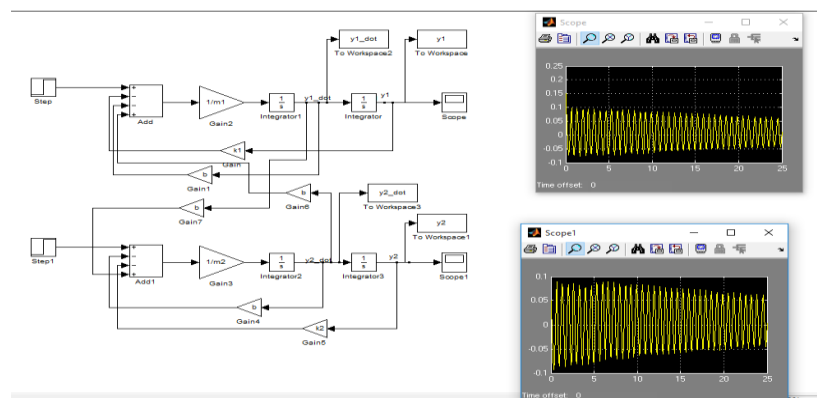 y1_dot
To Workspace2
y1
To Workspace
Step
+
−
−
+
Add
1/m1
Gain2
1
s
Integrator1
y1_dot
1
s
Integrator
y1
Scope
k1
Gain
b
Gain1
b
Gain6
b
Gain7
y2_dot
To Workspace3
y2
To Workspace1
Step1
+
−
−
+
Add1
1/m2
Gain3
1
s
Integrator2
y2_dot
1
s
Integrator3
y2
Scope1
b
Gain4
k2
Gain5
Scope
0.25
0.2
0.15
0.1
0.05
0
-0.05
-0.1
0 5 10 15 20 25
Time offset: 0
Scope1
0.1
0.05
0
-0.05
-0.1
0 5 10 15 20 25
Time offset: 0